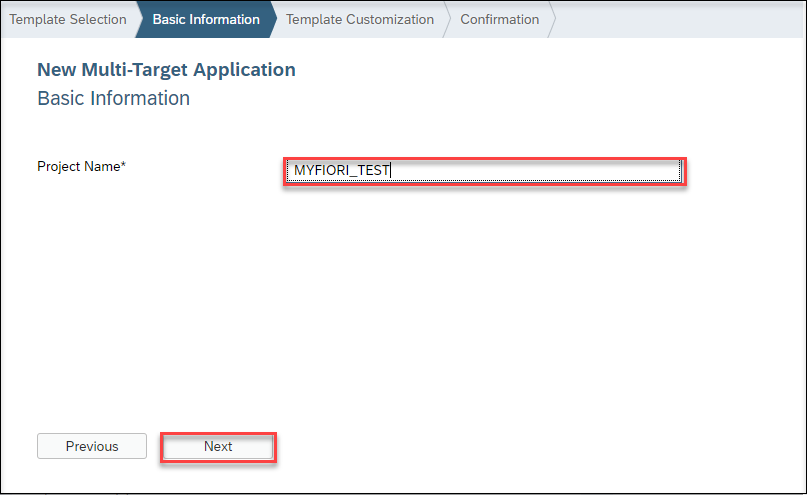 Template Selection Basic Information Template Customization Confirmation
New Multi-Target Application
Basic Information
Project Name* MYFIORI_TEST
Previous Next